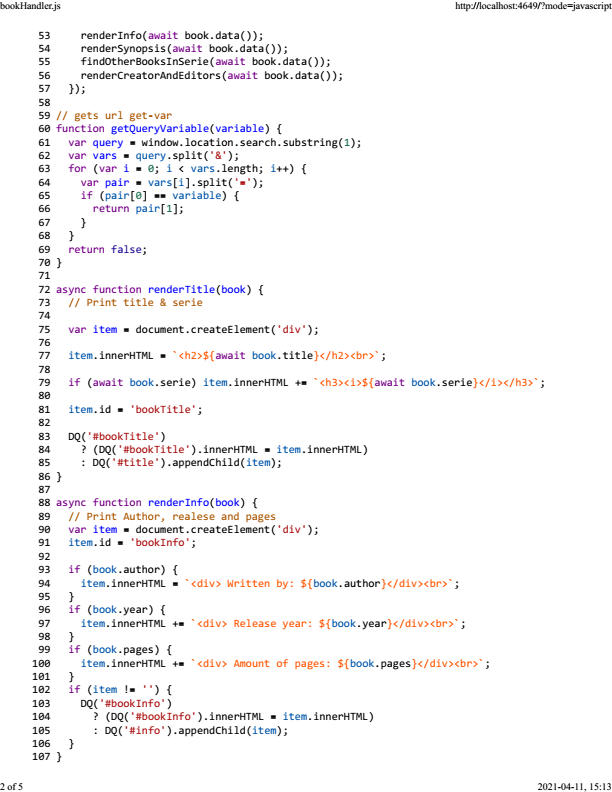 bookHandler.js http://localhost:4649/?mode=javascript
53     renderInfo(await book.data());
54     renderSynopsis(await book.data());
55     findOtherBooksInSerie(await book.data());
56     renderCreatorAndEditors(await book.data());
57   });
58
59 // gets url get-var
60 function getQueryVariable(variable) {
61   var query = window.location.search.substring(1);
62   var vars = query.split('&');
63   for (var i = 0; i < vars.length; i++) {
64     var pair = vars[i].split('=');
65     if (pair[0] == variable) {
66       return pair[1];
67     }
68   }
69   return false;
70 }
71
72 async function renderTitle(book) {
73   // Print title & serie
74
75   var item = document.createElement('div');
76
77   item.innerHTML = `<h2>${await book.title}</h2><br>`;
78
79   if (await book.serie) item.innerHTML += `<h3><i>${await book.serie}</i></h3>`;
80
81   item.id = 'bookTitle';
82
83   DQ('#bookTitle')
84     ? (DQ('#bookTitle').innerHTML = item.innerHTML)
85     : DQ('#title').appendChild(item);
86 }
87
88 async function renderInfo(book) {
89   // Print Author, realese and pages
90   var item = document.createElement('div');
91   item.id = 'bookInfo';
92
93   if (book.author) {
94     item.innerHTML = `<div> Written by: ${book.author}</div><br>`;
95   }
96   if (book.year) {
97     item.innerHTML += `<div> Release year: ${book.year}</div><br>`;
98   }
99   if (book.pages) {
100     item.innerHTML += `<div> Amount of pages: ${book.pages}</div><br>`;
101   }
102   if (item != '') {
103     DQ('#bookInfo')
104       ? (DQ('#bookInfo').innerHTML = item.innerHTML)
105       : DQ('#info').appendChild(item);
106   }
107 }
2 of 5 2021-04-11, 15:13